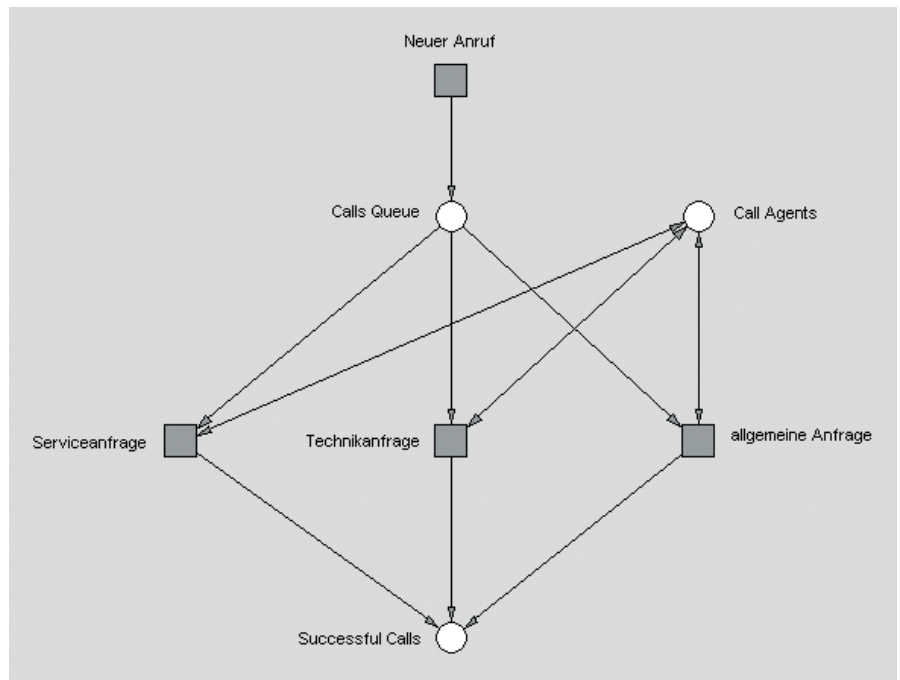 Neuer Anruf
Calls Queue
Call Agents
Serviceanfrage
Technikanfrage
allgemeine Anfrage
Successful Calls